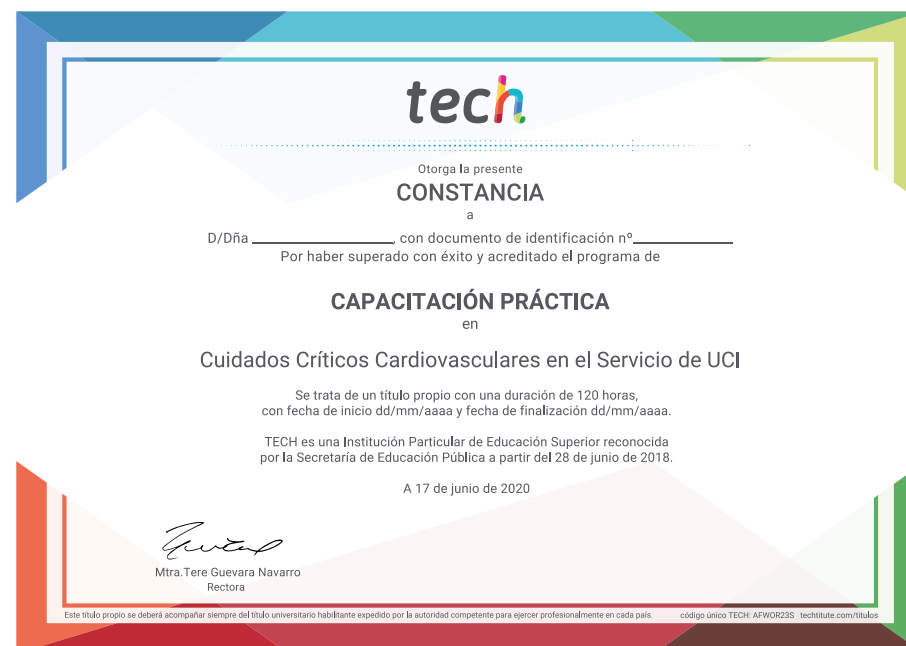 tech
Otorga la presente
CONSTANCIA
a
D/Dña ____________________, con documento de identificación nº______________
Por haber superado con éxito y acreditado el programa de
CAPACITACIÓN PRÁCTICA
en
Cuidados Críticos Cardiovasculares en el Servicio de UCI
Se trata de un título propio con una duración de 120 horas,
con fecha de inicio dd/mm/aaaa y fecha de finalización dd/mm/aaaa.
TECH es una Institución Particular de Educación Superior reconocida
por la Secretaría de Educación Pública a partir del 28 de junio de 2018.
A 17 de junio de 2020
Mtra.Tere Guevara Navarro
Rectora
Este título propio se deberá acompañar siempre del título universitario habilitante expedido por la autoridad competente para ejercer profesionalmente en cada país. código único TECH: AFWOR23S techtitute.com/titulos